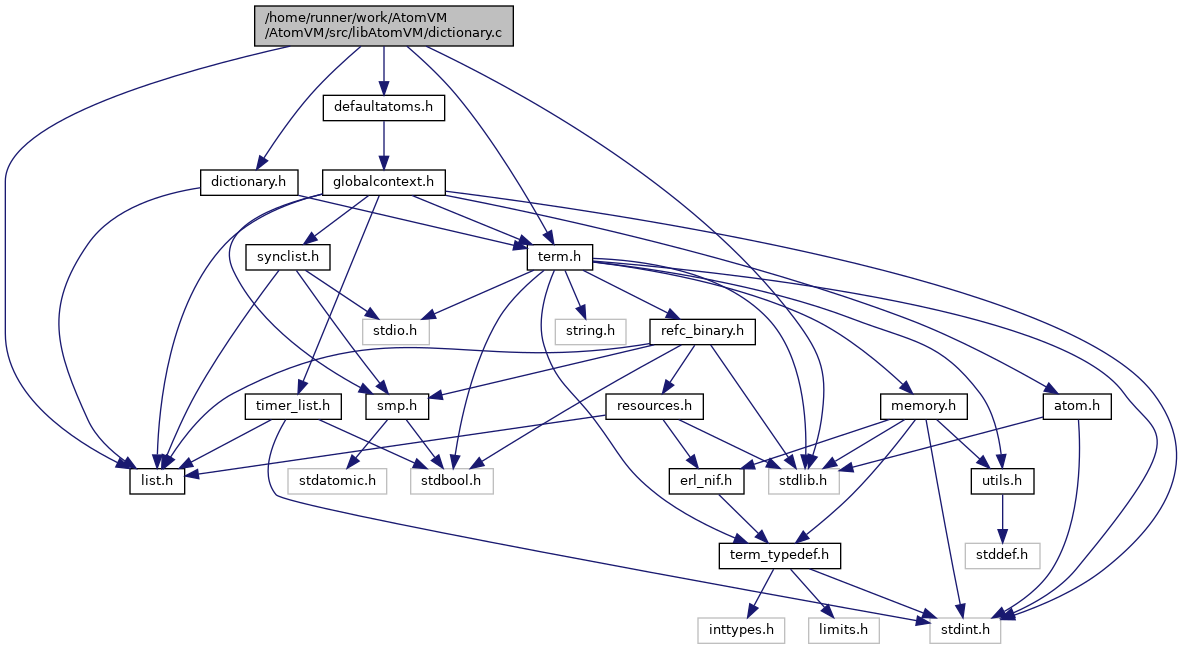 /home/runner/work/AtomVM
/AtomVM/src/libAtomVM/dictionary.c
defaultatoms.h
dictionary.h
globalcontext.h
synclist.h
term.h
stdio.h
string.h
refc_binary.h
timer_list.h
smp.h
resources.h
memory.h
atom.h
list.h
stdatomic.h
stdbool.h
erl_nif.h
stdlib.h
utils.h
term_typedef.h
stddef.h
inttypes.h
limits.h
stdint.h